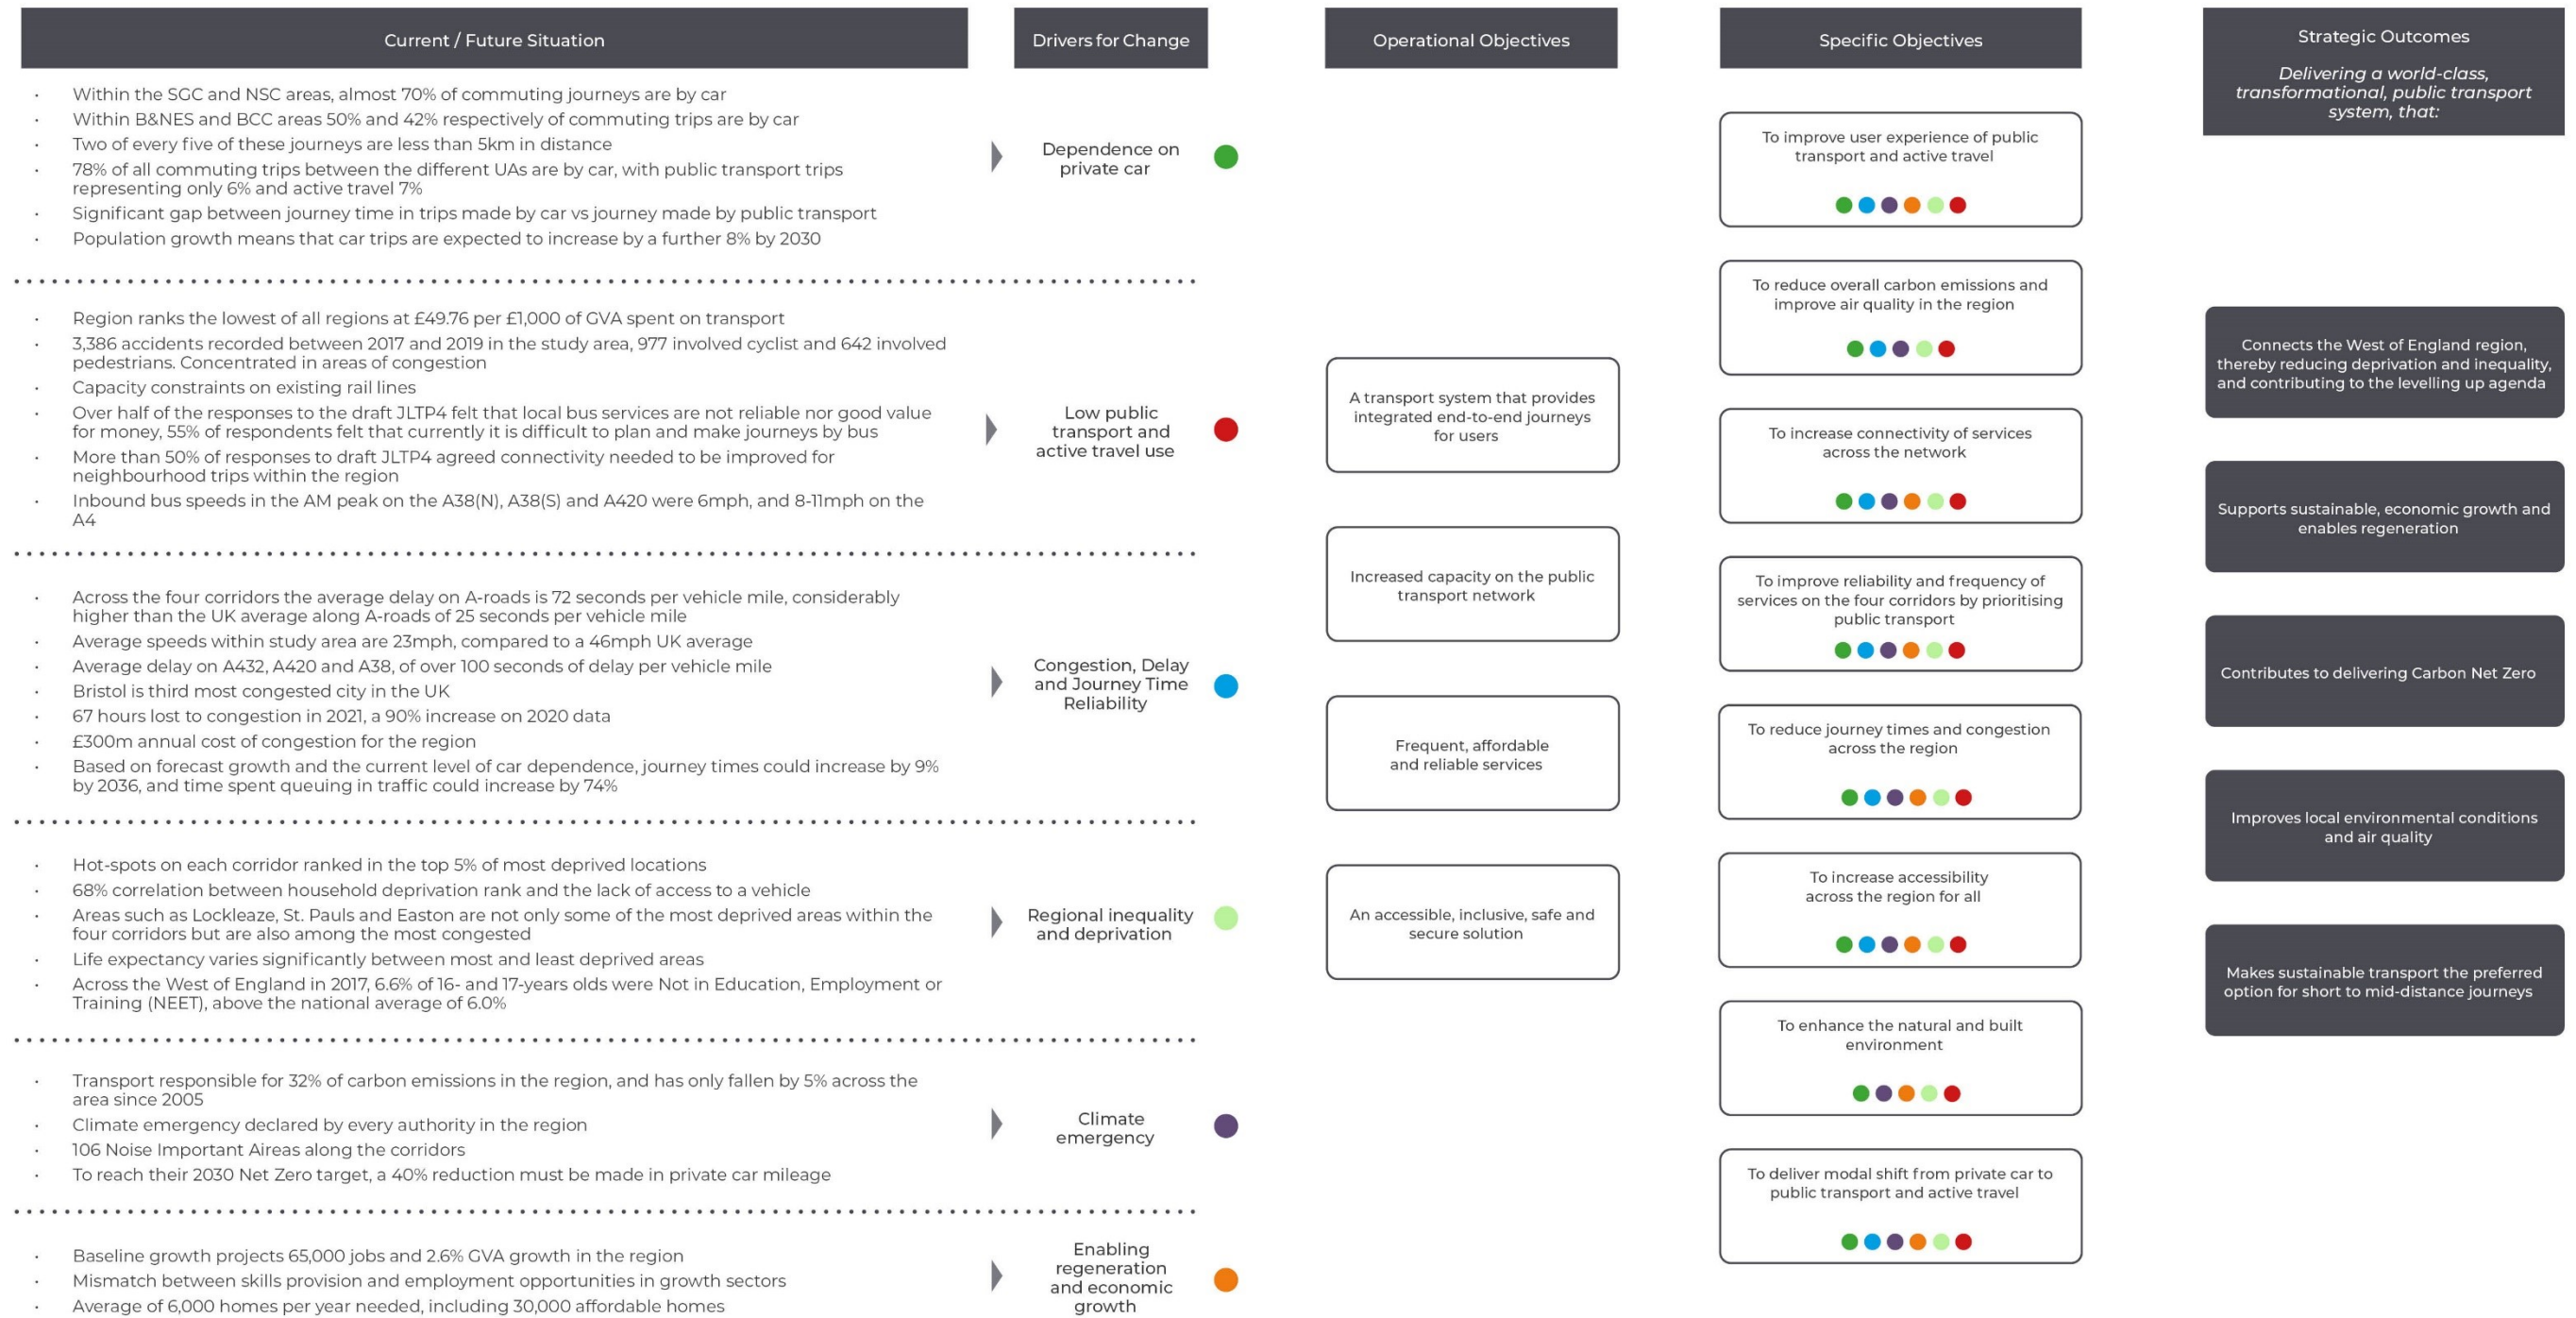 Current / Future Situation
· Within the SGC and NSC areas, almost 70% of commuting journeys are by car
· Within B&NES and BCC areas 50% and 42% respectively of commuting trips are by car
· Two of every five of these journeys are less than 5km in distance
· 78% of all commuting trips between the different UAs are by car, with public transport trips
representing only 6% and active travel 7%
· Significant gap between journey time in trips made by car vs journey made by public transport
· Population growth means that car trips are expected to increase by a further 8% by 2030
· Region ranks the lowest of all regions at £49.76 per £1,000 of GVA spent on transport
· 3,386 accidents recorded between 2017 and 2019 in the study area, 977 involved cyclist and 642 involved
pedestrians. Concentrated in areas of congestion
· Capacity constraints on existing rail lines
· Over half of the responses to the draft JLTP4 felt that local bus services are not reliable nor good value
for money, 55% of respondents felt that currently it is difficult to plan and make journeys by bus
· More than 50% of responses to draft JLTP4 agreed connectivity needed to be improved for
neighbourhood trips within the region
· Inbound bus speeds in the AM peak on the A38(N), A38(S) and A420 were 6mph, and 8-11mph on the
A4
· Across the four corridors the average delay on A-roads is 72 seconds per vehicle mile, considerably
higher than the UK average along A-roads of 25 seconds per vehicle mile
· Average speeds within study area are 23mph, compared to a 46mph UK average
· Average delay on A432, A420 and A38, of over 100 seconds of delay per vehicle mile
· Bristol is third most congested city in the UK
· 67 hours lost to congestion in 2021, a 90% increase on 2020 data
· £300m annual cost of congestion for the region
· Based on forecast growth and the current level of car dependence, journey times could increase by 9%
by 2036, and time spent queuing in traffic could increase by 74%
· Hot-spots on each corridor ranked in the top 5% of most deprived locations
· 68% correlation between household deprivation rank and the lack of access to a vehicle
· Areas such as Lockleaze, St. Pauls and Easton are not only some of the most deprived areas within the
four corridors but are also among the most congested
· Life expectancy varies significantly between most and least deprived areas
· Across the West of England in 2017, 6.6% of 16- and 17-years olds were Not in Education, Employment or
Training (NEET), above the national average of 6.0%
· Transport responsible for 32% of carbon emissions in the region, and has only fallen by 5% across the
area since 2005
· Climate emergency declared by every authority in the region
· 106 Noise Important Aireas along the corridors
· To reach their 2030 Net Zero target, a 40% reduction must be made in private car mileage
· Baseline growth projects 65,000 jobs and 2.6% GVA growth in the region
· Mismatch between skills provision and employment opportunities in growth sectors
· Average of 6,000 homes per year needed, including 30,000 affordable homes
Drivers for Change
Dependence on
private car
Low public
transport and
active travel use
Congestion, Delay
and Journey Time
Reliability
Regional inequality
and deprivation
Climate
emergency
Enabling
regeneration
and economic
growth
Operational Objectives
A transport system that provides
integrated end-to-end journeys
for users
Increased capacity on the public
transport network
Frequent, affordable
and reliable services
An accessible, inclusive, safe and
secure solution
Specific Objectives
To improve user experience of public
transport and active travel
To reduce overall carbon emissions and
improve air quality in the region
To increase connectivity of services
across the network
To improve reliability and frequency of
services on the four corridors by prioritising
public transport
To reduce journey times and congestion
across the region
To increase accessibility
across the region for all
To enhance the natural and built
environment
To deliver modal shift from private car to
public transport and active travel
Strategic Outcomes
Delivering a world-class,
transformational, public transport
system, that:
Connects the West of England region,
thereby reducing deprivation and inequality,
and contributing to the levelling up agenda
Supports sustainable, economic growth and
enables regeneration
Contributes to delivering Carbon Net Zero
Improves local environmental conditions
and air quality
Makes sustainable transport the preferred
option for short to mid-distance journeys